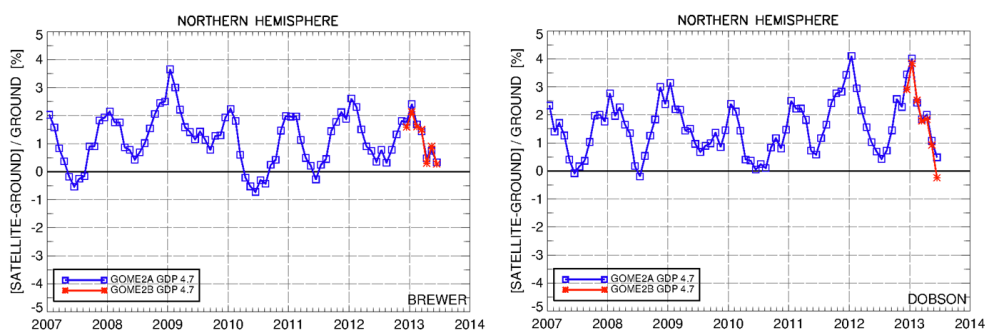 NORTHERN HEMISPHERE
[SATELLITE-GROUND] / GROUND [%]
5
4
3
2
1
0
-1
-2
-3
-4
-5
GOME2A GDP 4.7
GOME2B GDP 4.7
BREWER
2007 2008 2009 2010 2011 2012 2013 2014
NORTHERN HEMISPHERE
[SATELLITE-GROUND] / GROUND [%]
5
4
3
2
1
0
-1
-2
-3
-4
-5
GOME2A GDP 4.7
GOME2B GDP 4.7
DOBSON
2007 2008 2009 2010 2011 2012 2013 2014